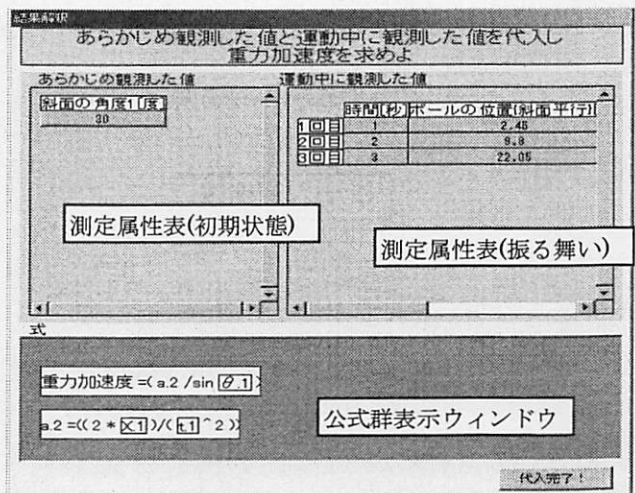 結果解釈
あらかじめ観測した値と運動中に観測した値を代入し
重力加速度を求めよ
あらかじめ観測した値
運動中に観測した値
斜面の角度1[度]
30
時間[秒] ボールの位置(斜面平行)[
1回目 1 2.45
2回目 2 9.8
3回目 3 22.05
測定属性表(初期状態)
測定属性表(振る舞い)
式
重力加速度 =( a.2 /sin θ.1)
a.2 =(( 2 * X.1)/( t.1 ^ 2 ))
公式群表示ウィンドウ
代入完了!